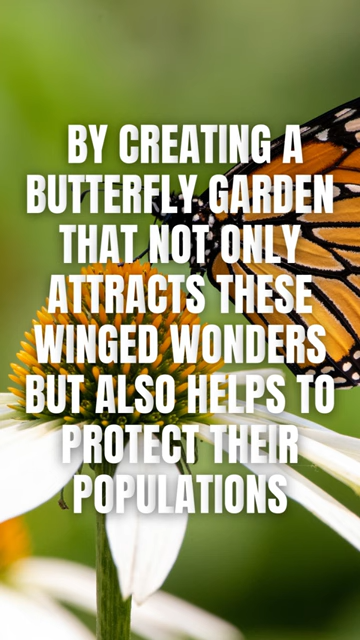 BY CREATING A
BUTTERFLY GARDEN
THAT NOT ONLY
ATTRACTS THESE
WINGED WONDERS
BUT ALSO HELPS TO
PROTECT THEIR
POPULATIONS